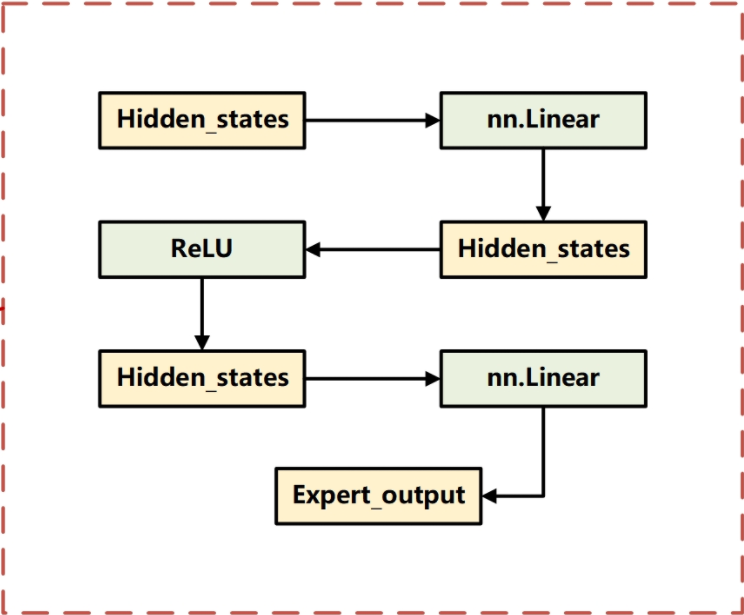 Hidden_states
nn.Linear
ReLU
Hidden_states
Hidden_states
nn.Linear
Expert_output